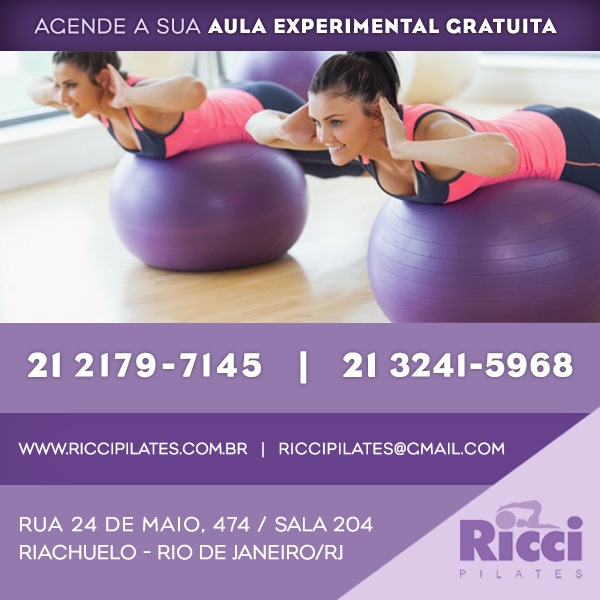 AGENDE A SUA AULA EXPERIMENTAL GRATUITA
21 2179-7145 | 21 3241-5968
WWW.RICCIPILATES.COM.BR | RICCIPILATES@GMAIL.COM
RUA 24 DE MAIO, 474 / SALA 204
RIACHUELO - RIO DE JANEIRO/RJ
Ricci
PILATES